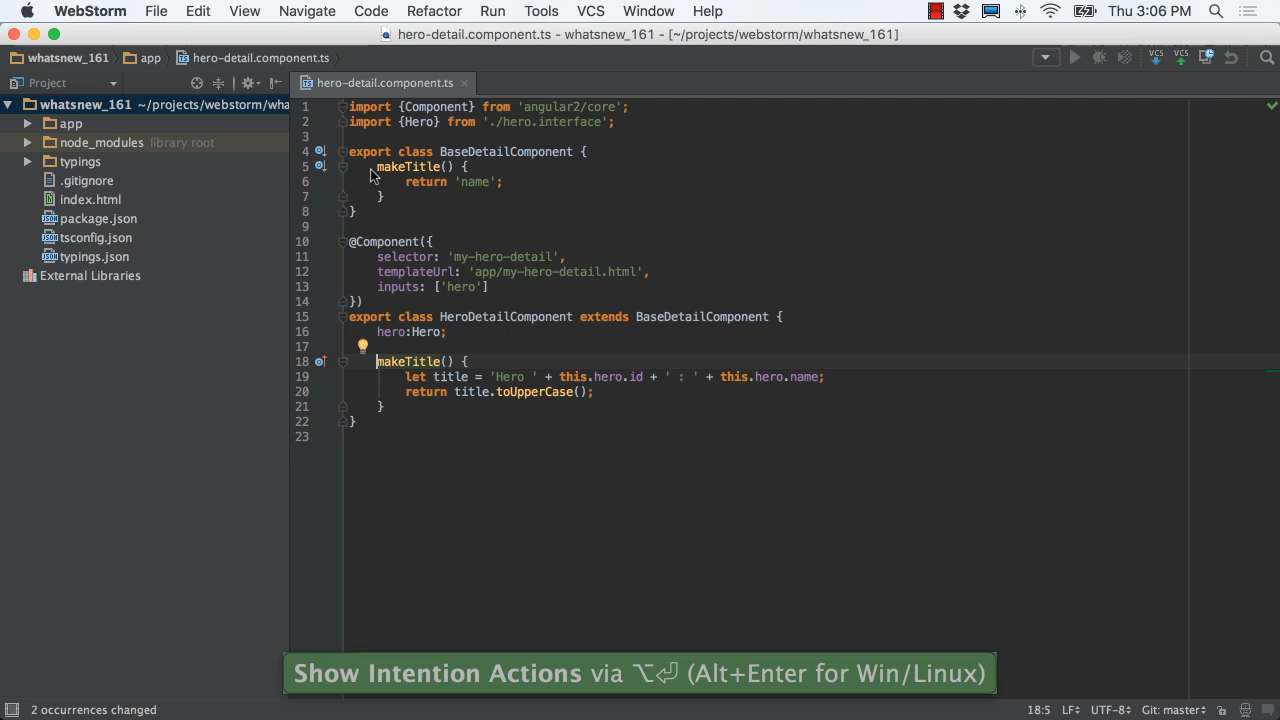 WebStorm File Edit View Navigate Code Refactor Run Tools VCS Window Help Thu 3:06 PM
hero-detail.component.ts - whatsnew_161 - [~/projects/webstorm/whatsnew_161]
whatsnew_161 app hero-detail.component.ts VCS VCS
Project hero-detail.component.ts ×
whatsnew_161 ~/projects/webstorm/wha
app
node_modules library root
typings
.gitignore
index.html
package.json
tsconfig.json
typings.json
External Libraries
1 import {Component} from 'angular2/core';
2 import {Hero} from './hero.interface';
3
4 export class BaseDetailComponent {
5 makeTitle() {
6 return 'name';
7 }
8 }
9
10 @Component({
11 selector: 'my-hero-detail',
12 templateUrl: 'app/my-hero-detail.html',
13 inputs: ['hero']
14 })
15 export class HeroDetailComponent extends BaseDetailComponent {
16 hero:Hero;
17
18 makeTitle() {
19 let title = 'Hero ' + this.hero.id + ' : ' + this.hero.name;
20 return title.toUpperCase();
21 }
22 }
23
Show Intention Actions via ⌥⏎ (Alt+Enter for Win/Linux)
2 occurrences changed 18:5 LF÷ UTF-8÷ Git: master÷